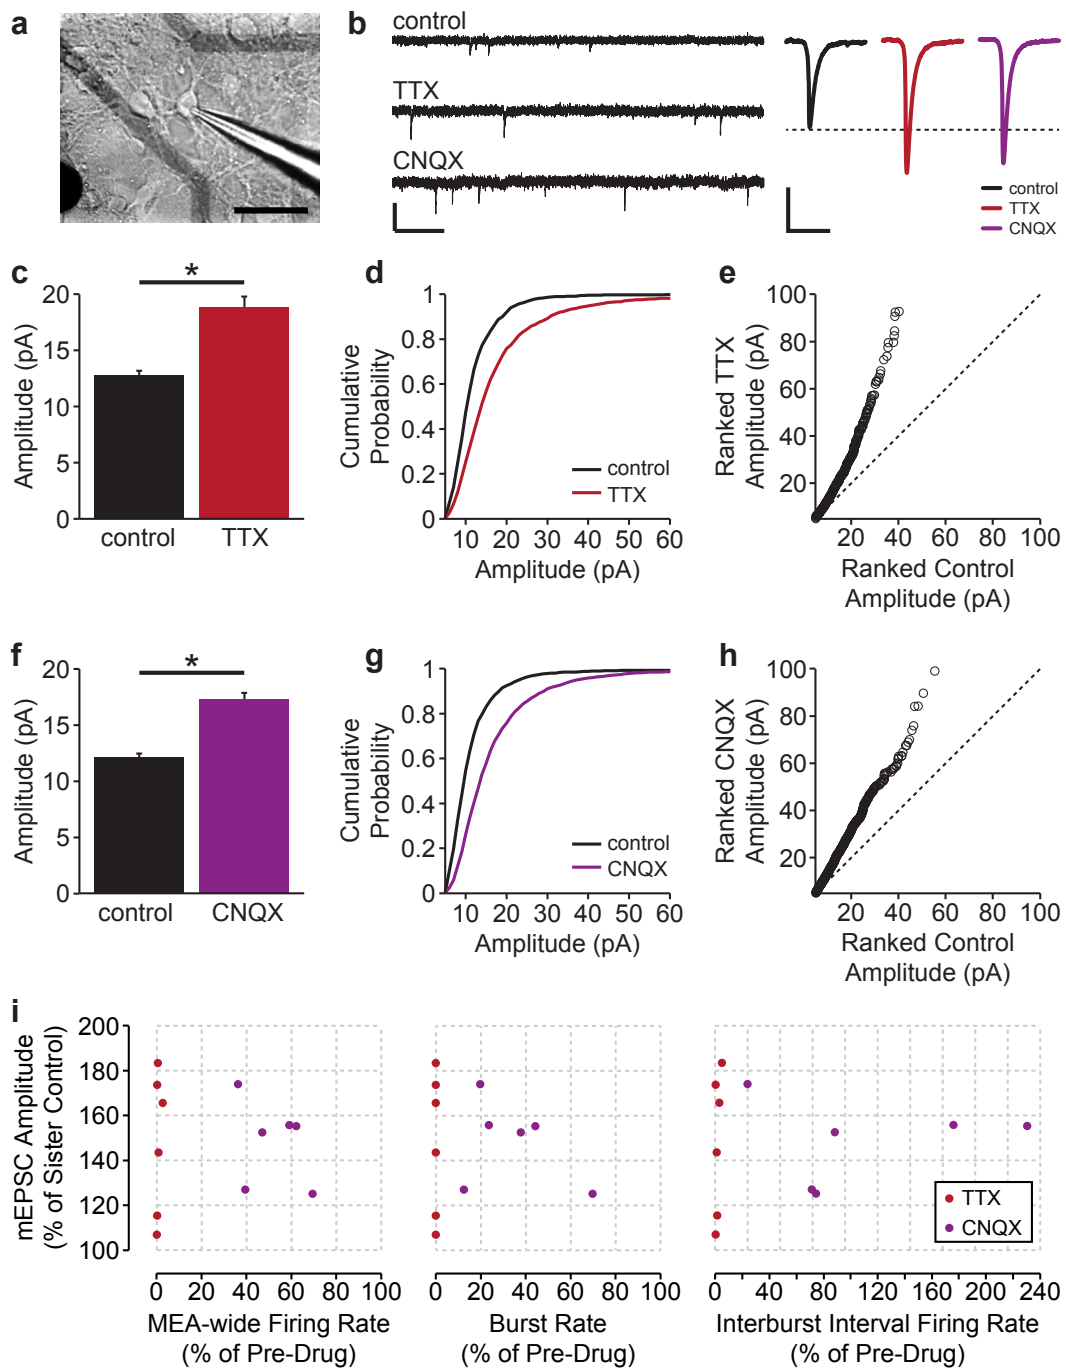 a
b
control
TTX
CNQX
control
TTX
CNQX
c
*
20
15
10
5
0
Amplitude (pA)
control TTX
d
1
0.8
0.6
0.4
0.2
0
Cumulative
Probability
control
TTX
10 20 30 40 50 60
Amplitude (pA)
e
100
80
60
40
20
Ranked TTX
Amplitude (pA)
20 40 60 80 100
Ranked Control
Amplitude (pA)
f
*
20
15
10
5
0
Amplitude (pA)
control CNQX
g
1
0.8
0.6
0.4
0.2
0
Cumulative
Probability
control
CNQX
10 20 30 40 50 60
Amplitude (pA)
h
100
80
60
40
20
Ranked CNQX
Amplitude (pA)
20 40 60 80 100
Ranked Control
Amplitude (pA)
i
mEPSC Amplitude
(% of Sister Control)
200
180
160
140
120
100
0 20 40 60 80 100
MEA-wide Firing Rate
(% of Pre-Drug)
0 20 40 60 80 100
Burst Rate
(% of Pre-Drug)
TTX
CNQX
0 40 80 120 160 200 240
Interburst Interval Firing Rate
(% of Pre-Drug)